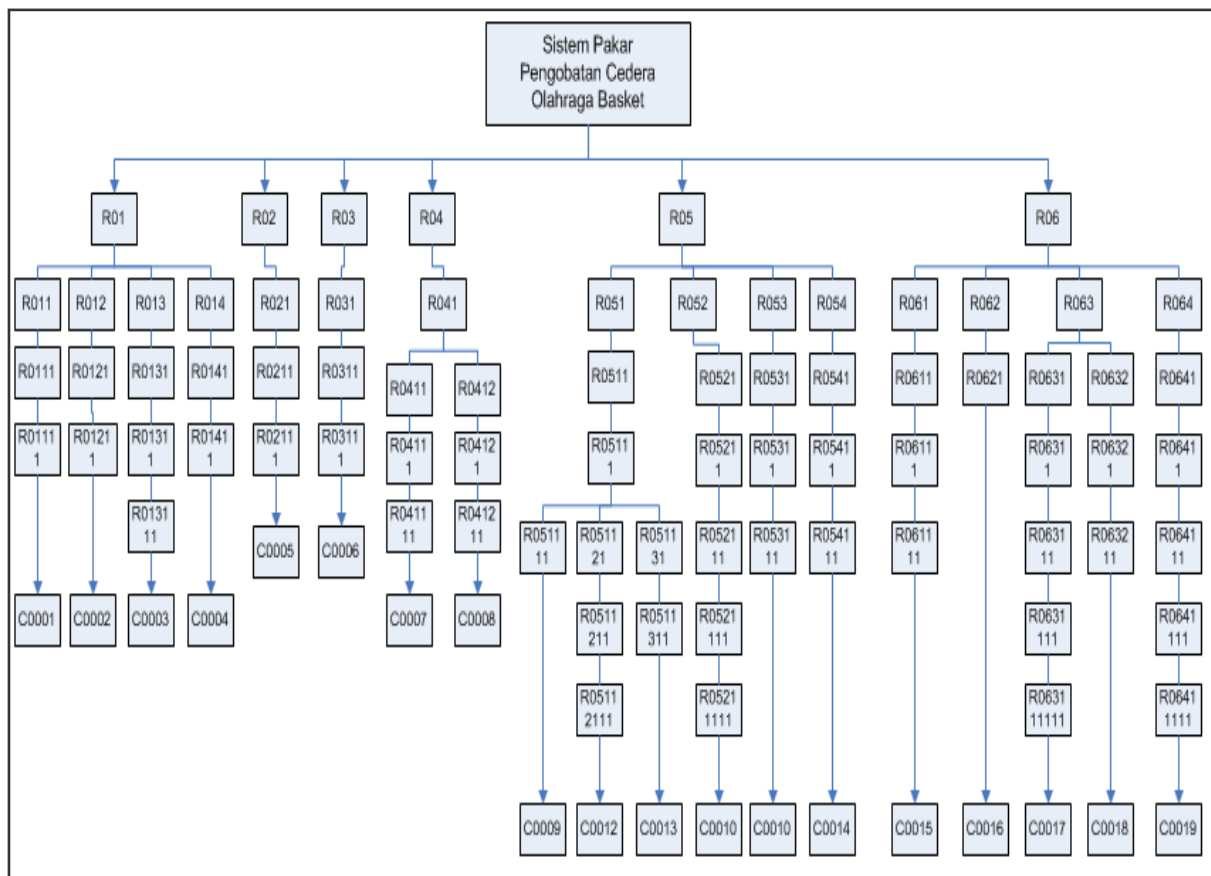 Sistem Pakar
Pengobatan Cedera
Olahraga Basket
R01
R02
R03
R04
R05
R06
R011
R012
R013
R014
R021
R031
R041
R051
R052
R053
R054
R061
R062
R063
R064
R0111
R0121
R0131
R0141
R0211
R0311
R0411
R0412
R0511
R0521
R0531
R0541
R0611
R0621
R0631
R0632
R0641
R0111
1
R0121
1
R0131
1
R0141
1
R0211
1
R0311
1
R0411
1
R0412
1
R0511
1
R0521
1
R0531
1
R0541
1
R0611
1
R0631
1
R0632
1
R0641
1
R0131
11
C0005
C0006
R0411
11
R0412
11
R0511
11
R0511
21
R0511
31
R0521
11
R0531
11
R0541
11
R0611
11
R0631
11
R0632
11
R0641
11
C0001
C0002
C0003
C0004
C0007
C0008
R0511
211
R0511
311
R0521
111
R0631
111
R0641
111
R0511
2111
R0521
1111
R0631
11111
R0641
1111
C0009
C0012
C0013
C0010
C0010
C0014
C0015
C0016
C0017
C0018
C0019